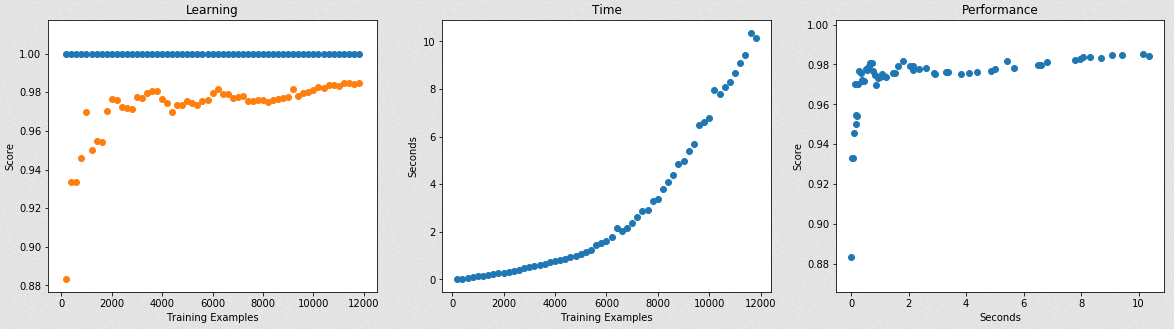 Learning
Score
1.00
0.98
0.96
0.94
0.92
0.90
0.88
0 2000 4000 6000 8000 10000 12000
Training Examples
Time
Seconds
10
8
6
4
2
0
0 2000 4000 6000 8000 10000 12000
Training Examples
Performance
Score
1.00
0.98
0.96
0.94
0.92
0.90
0.88
0 2 4 6 8 10
Seconds